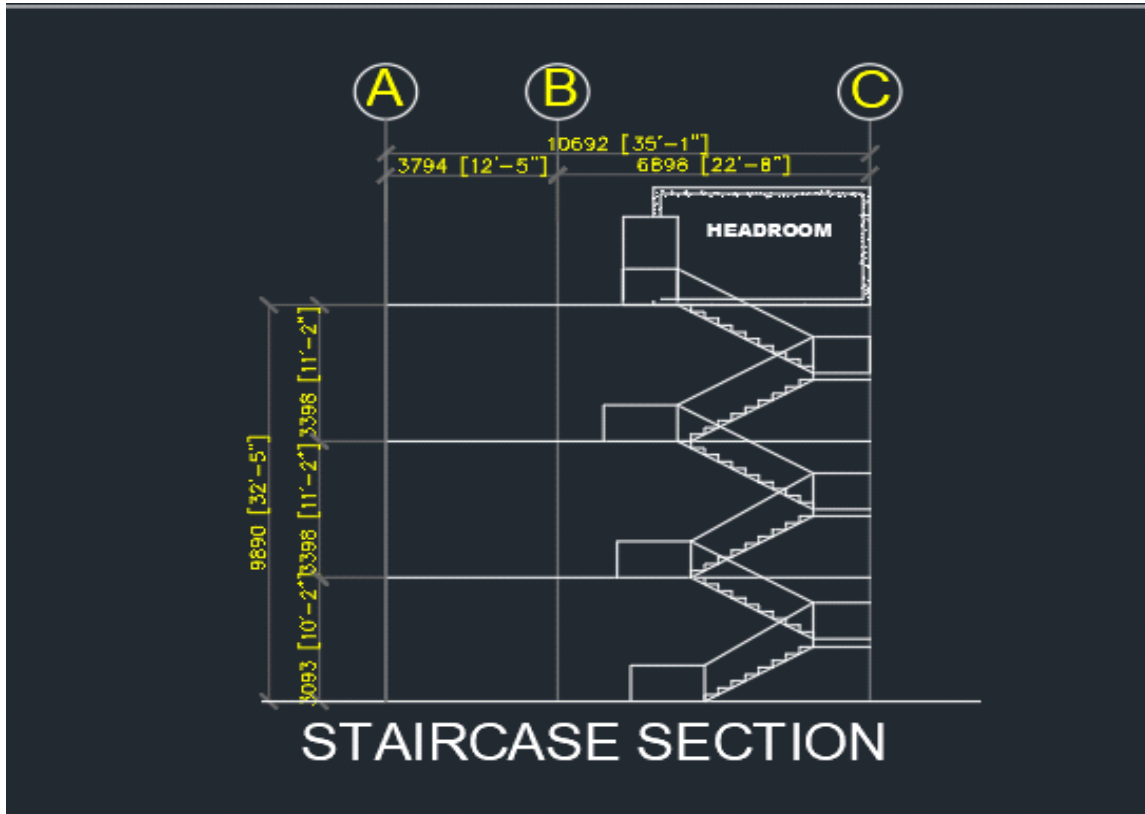 A
B
C
10692 [35'-1"]
3794 [12'-5"]
6898 [22'-8"]
HEADROOM
3398 [11'-2"]
3398 [11'-2"]
3093 [10'-2"]
9890 [32'-5"]
STAIRCASE SECTION